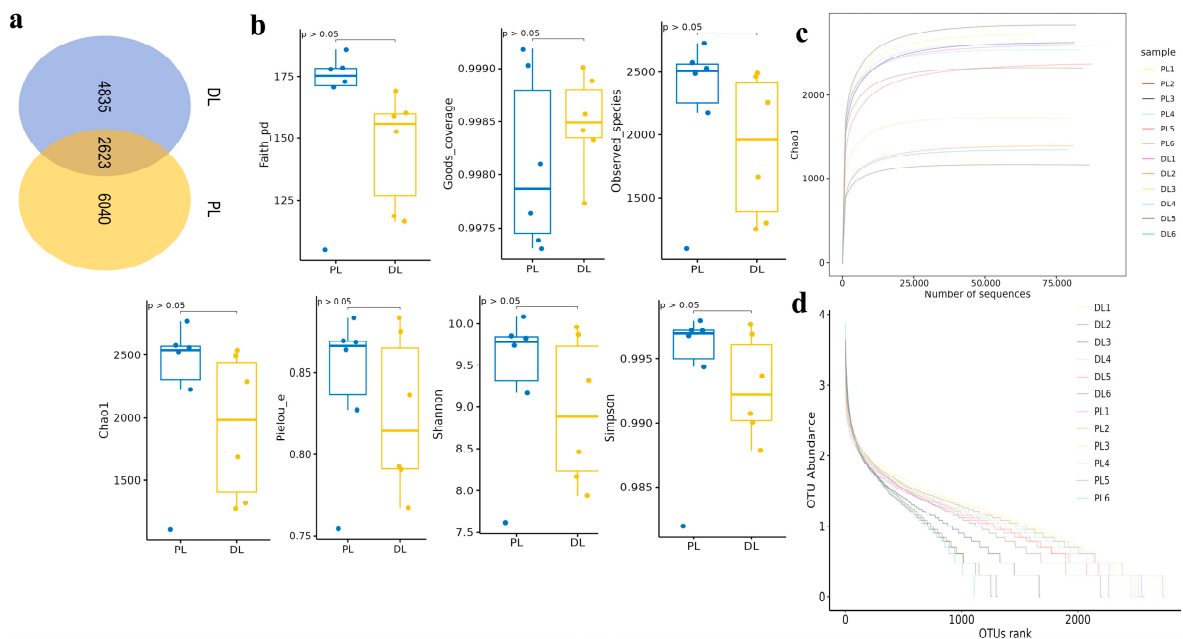 a
4835
2623
6040
DL
PL
b
p > 0.05
Faith_pd
175
150
125
PL
DL
Goods_coverage
0.9990
0.9985
0.9980
0.9975
PL
DL
p > 0.05
Observed_species
2500
2000
1500
PL
DL
p > 0.05
Chao1
2500
2000
1500
PL
DL
p > 0.05
Pielou_e
0.85
0.80
0.75
PL
DL
p > 0.05
Shannon
10.0
9.5
9.0
8.5
8.0
7.5
PL
DL
p > 0.05
Simpson
0.995
0.990
0.985
PL
DL
p > 0.05
c
Chao1
2000
1000
0
0
25.000
50.000
75.000
Number of sequences
sample
PL1
PL2
PL3
PL4
PL5
PL6
DL1
DL2
DL3
DL4
DL5
DL6
d
OTU Abundance
4
3
2
1
0
0
1000
2000
OTUs rank
DL1
DL2
DL3
DL4
DL5
DL6
PL1
PL2
PL3
PL4
PL5
PL6